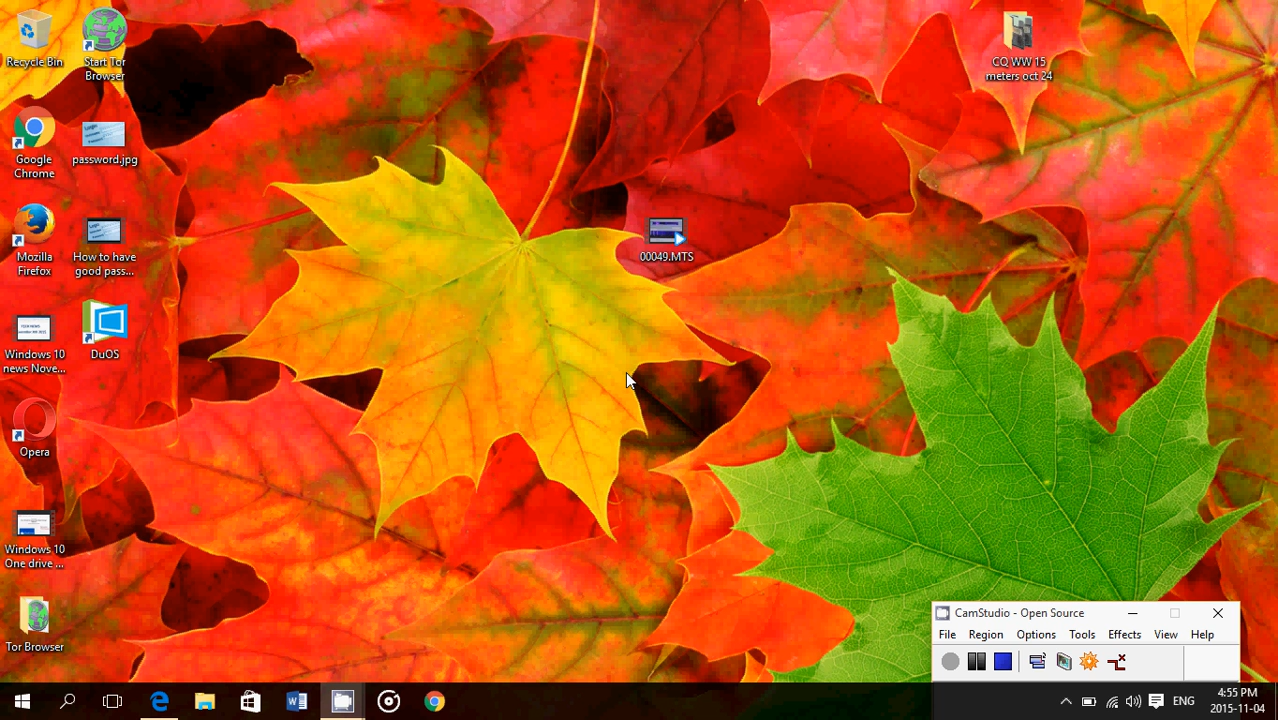 Recycle Bin
Start Tor
Browser
CQ WW 15
meters oct 24
Google
Chrome
password.jpg
Mozilla
Firefox
How to have
good pass...
00049.MTS
Windows 10
news Nove...
DuOS
Opera
Windows 10
One drive ...
Tor Browser
CamStudio - Open Source
File Region Options Tools Effects View Help
ENG
4:55 PM
2015-11-04